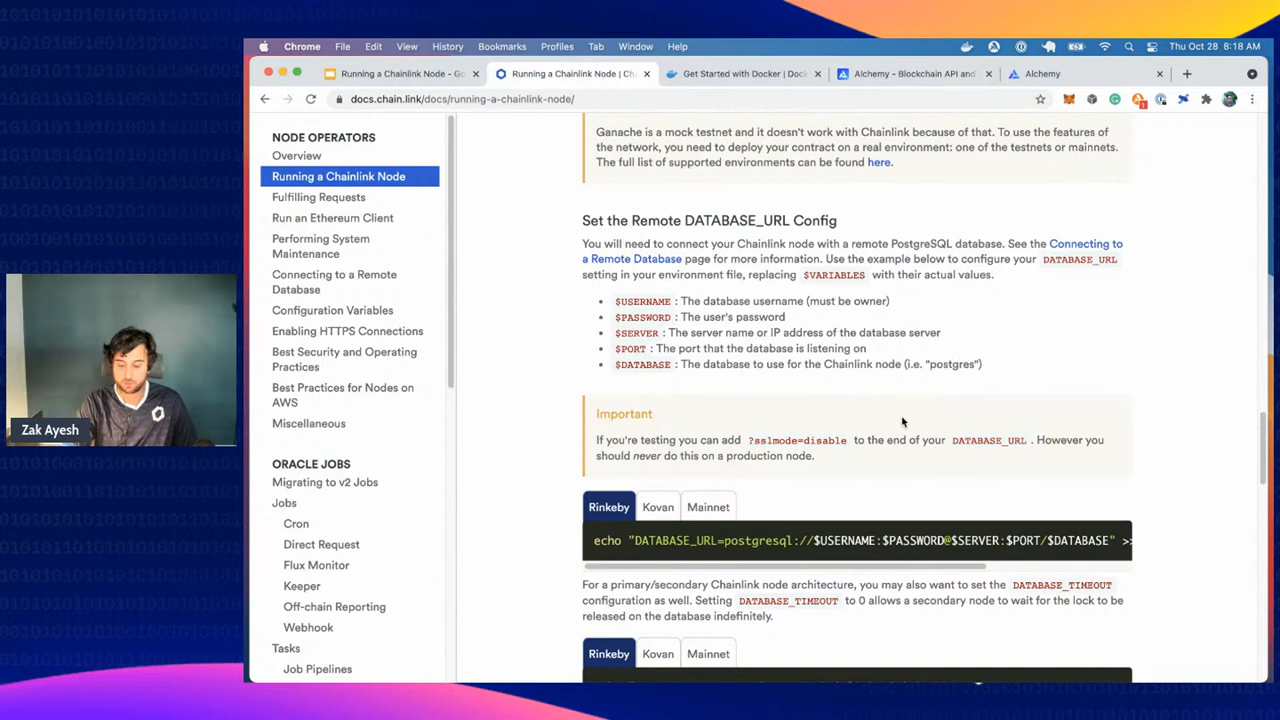 Chrome File Edit View History Bookmarks Profiles Tab Window Help Thu Oct 28 8:18 AM
Running a Chainlink Node - Go Running a Chainlink Node | Ch Get Started with Docker | Doc Alchemy - Blockchain API and Alchemy
docs.chain.link/docs/running-a-chainlink-node/
NODE OPERATORS
Overview
Running a Chainlink Node
Fulfilling Requests
Run an Ethereum Client
Performing System
Maintenance
Connecting to a Remote
Database
Configuration Variables
Enabling HTTPS Connections
Best Security and Operating
Practices
Best Practices for Nodes on
AWS
Miscellaneous
ORACLE JOBS
Migrating to v2 Jobs
Jobs
Cron
Direct Request
Flux Monitor
Keeper
Off-chain Reporting
Webhook
Tasks
Job Pipelines
Ganache is a mock testnet and it doesn't work with Chainlink because of that. To use the features of
the network, you need to deploy your contract on a real environment: one of the testnets or mainnets.
The full list of supported environments can be found here.
Set the Remote DATABASE_URL Config
You will need to connect your Chainlink node with a remote PostgreSQL database. See the Connecting to
a Remote Database page for more information. Use the example below to configure your DATABASE_URL
setting in your environment file, replacing $VARIABLES with their actual values.
• $USERNAME : The database username (must be owner)
• $PASSWORD : The user's password
• $SERVER : The server name or IP address of the database server
• $PORT : The port that the database is listening on
• $DATABASE : The database to use for the Chainlink node (i.e. "postgres")
Important
If you're testing you can add ?sslmode=disable to the end of your DATABASE_URL . However you
should never do this on a production node.
Rinkeby Kovan Mainnet
echo "DATABASE_URL=postgresql://$USERNAME:$PASSWORD@$SERVER:$PORT/$DATABASE" >>
For a primary/secondary Chainlink node architecture, you may also want to set the DATABASE_TIMEOUT
configuration as well. Setting DATABASE_TIMEOUT to 0 allows a secondary node to wait for the lock to be
released on the database indefinitely.
Rinkeby Kovan Mainnet
Zak Ayesh